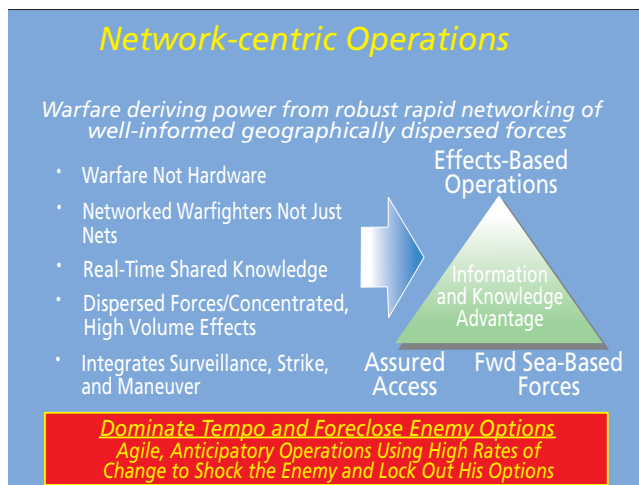 Network-centric Operations
Warfare deriving power from robust rapid networking of
well-informed geographically dispersed forces
· Warfare Not Hardware
· Networked Warfighters Not Just
Nets
· Real-Time Shared Knowledge
· Dispersed Forces/Concentrated,
High Volume Effects
· Integrates Surveillance, Strike,
and Maneuver
Effects-Based
Operations
Information
and Knowledge
Advantage
Assured
Access
Fwd Sea-Based
Forces
Dominate Tempo and Foreclose Enemy Options
Agile, Anticipatory Operations Using High Rates of
Change to Shock the Enemy and Lock Out His Options